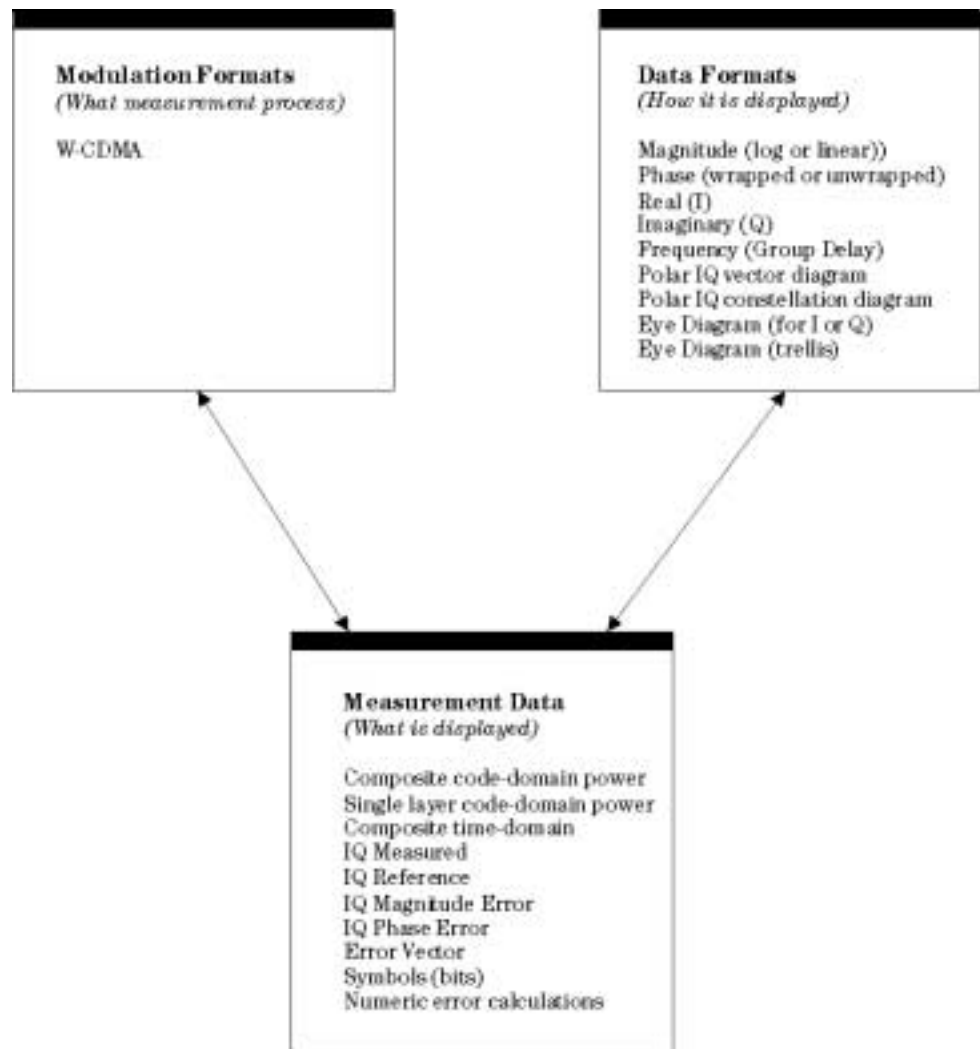 Modulation Formats
(What measurement process)
W-CDMA
Data Formats
(How it is displayed)
Magnitude (log or linear))
Phase (wrapped or unwrapped)
Real (I)
Imaginary (Q)
Frequency (Group Delay)
Polar IQ vector diagram
Polar IQ constellation diagram
Eye Diagram (for I or Q)
Eye Diagram (trellis)
Measurement Data
(What is displayed)
Composite code-domain power
Single layer code-domain power
Composite time-domain
IQ Measured
IQ Reference
IQ Magnitude Error
IQ Phase Error
Error Vector
Symbols (bits)
Numeric error calculations